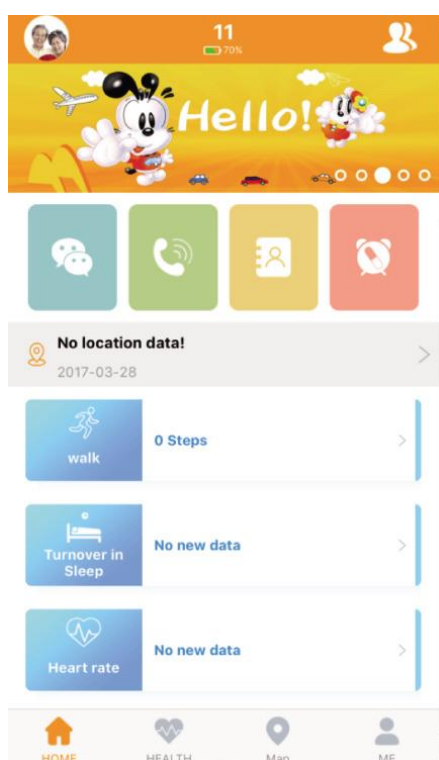 11
70%
Hello!
No location data!
2017-03-28
walk
0 Steps
Turnover in
Sleep
No new data
Heart rate
No new data
HOME
HEALTH
Map
ME